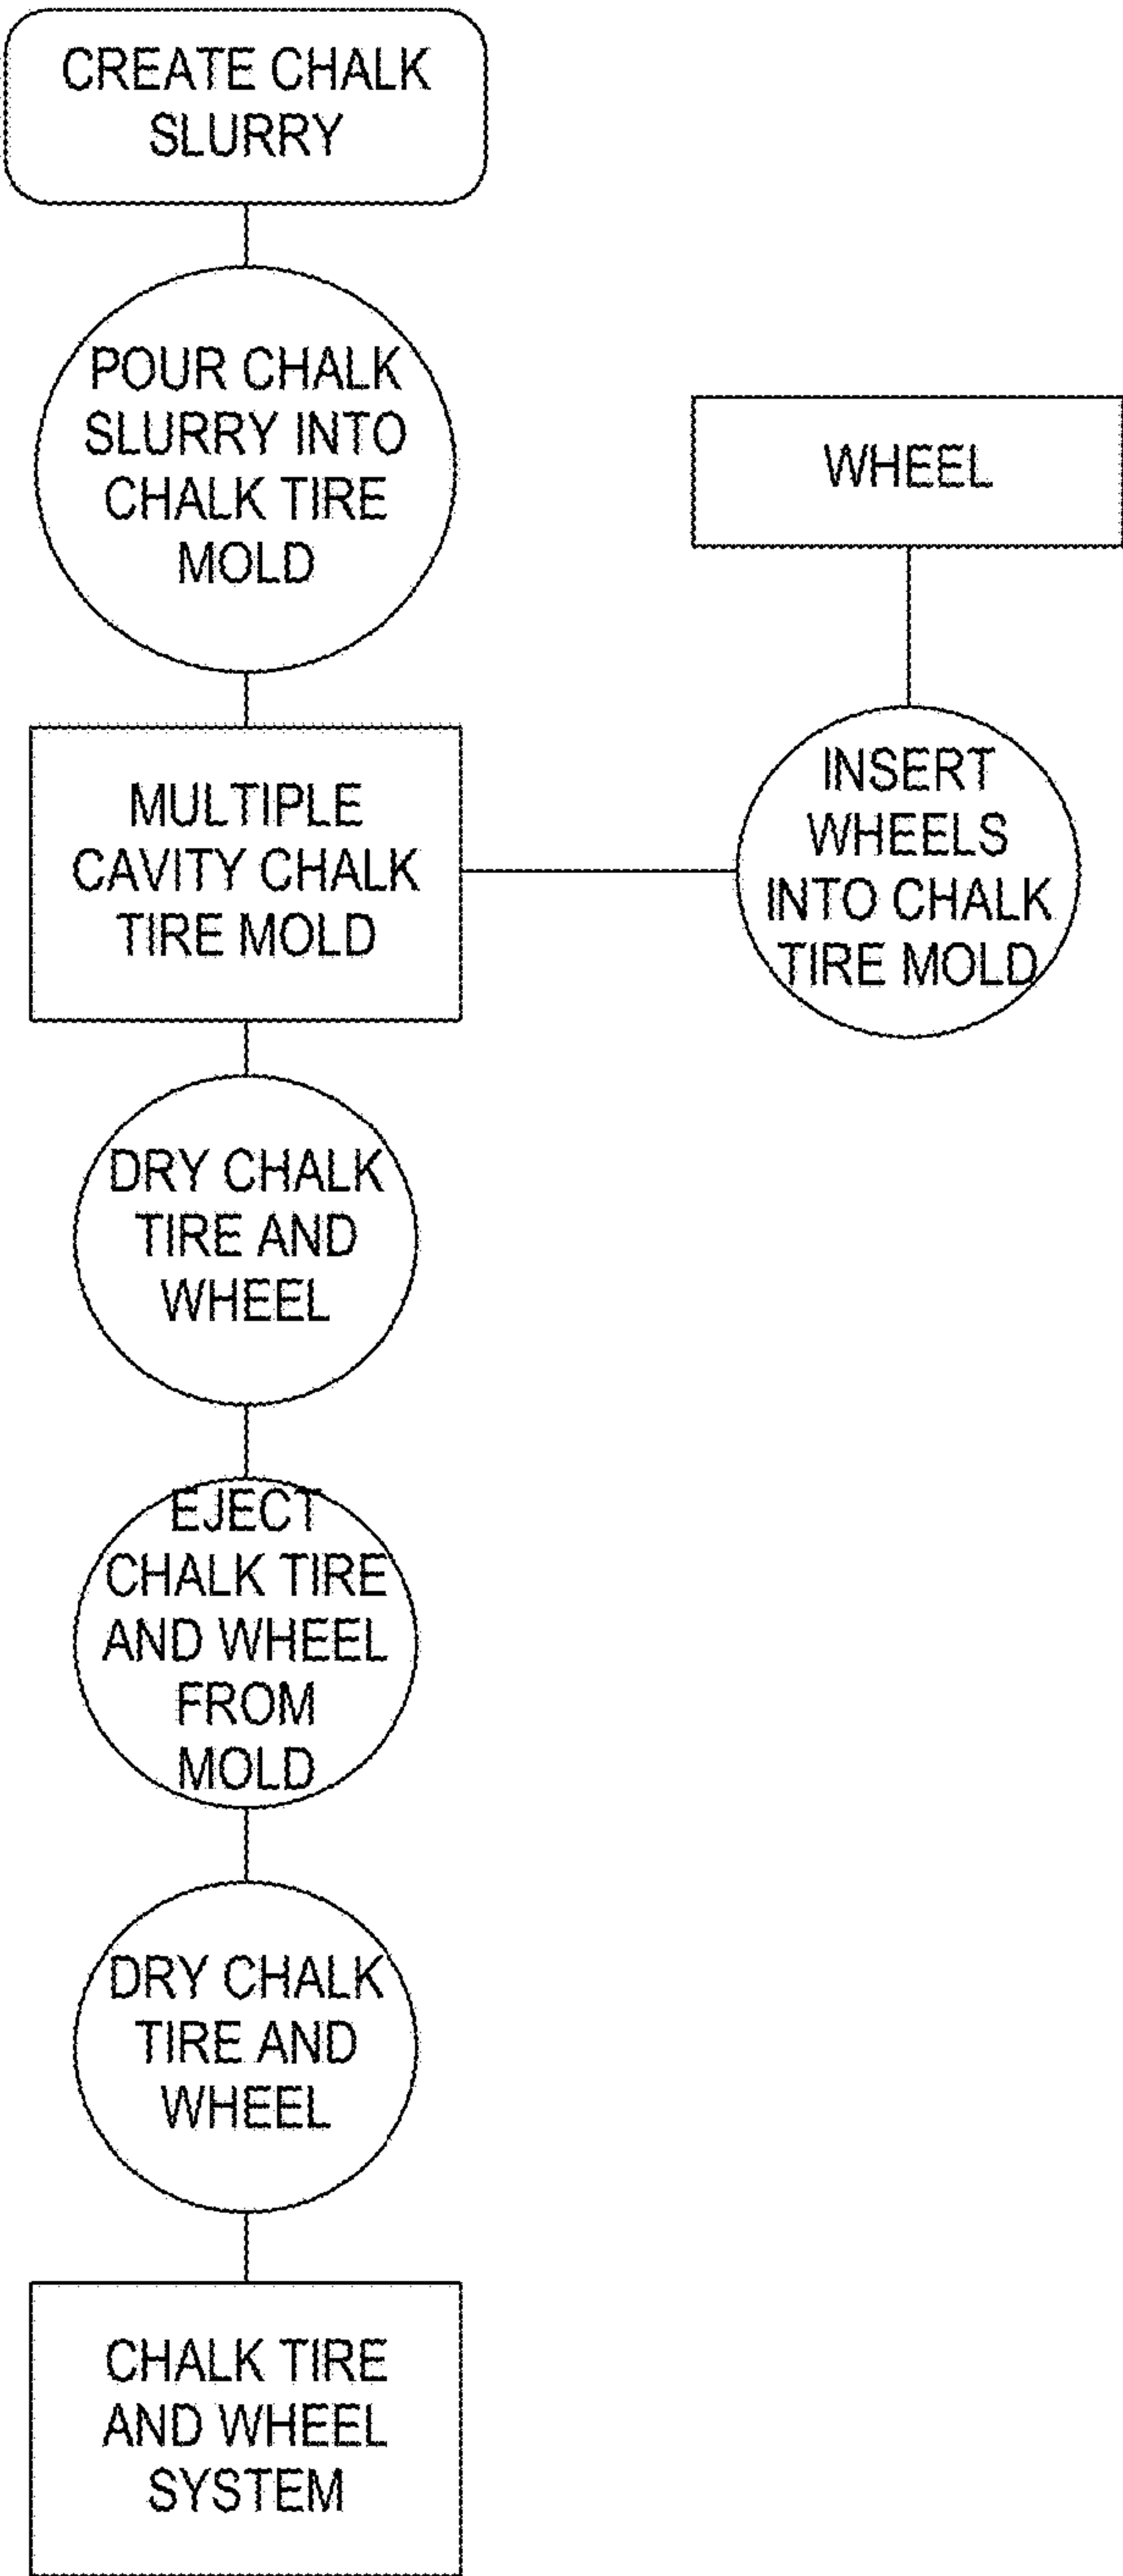 CREATE CHALK
SLURRY
POUR CHALK
SLURRY INTO
CHALK TIRE
MOLD
WHEEL
MULTIPLE
CAVITY CHALK
TIRE MOLD
INSERT
WHEELS
INTO CHALK
TIRE MOLD
DRY CHALK
TIRE AND
WHEEL
EJECT
CHALK TIRE
AND WHEEL
FROM
MOLD
DRY CHALK
TIRE AND
WHEEL
CHALK TIRE
AND WHEEL
SYSTEM